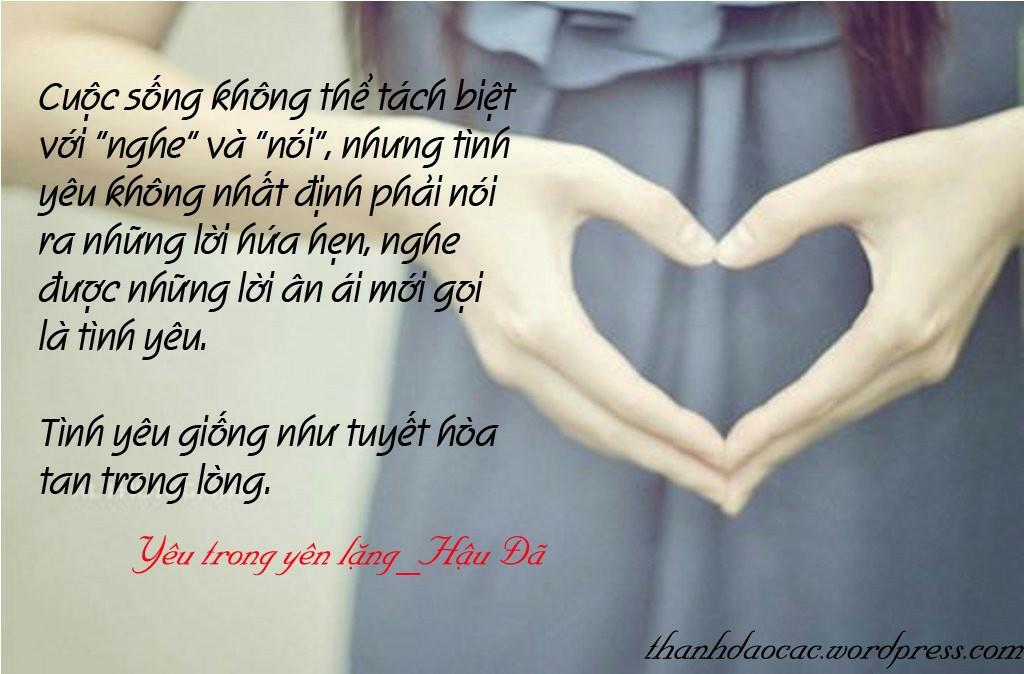 Cuộc sống không thể tách biệt
với "nghe" và "nói", nhưng tình
yêu không nhất định phải nói
ra những lời hứa hẹn, nghe
được những lời ân ái mới gọi
là tình yêu.
Tình yêu giống như tuyết hòa
tan trong lòng.
Yêu trong yên lặng_Hậu Đã
thanhdaocac.wordpress.com